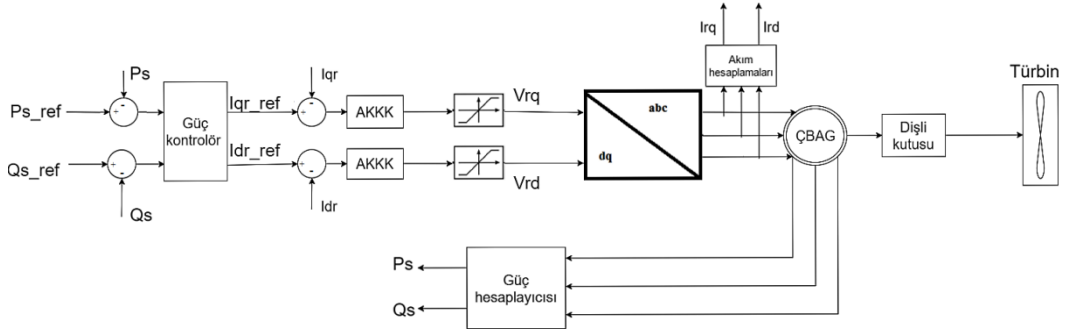 Irq Ird
Akım
hesaplamaları
Türbin
Ps
Iqr
Ps_ref
Güç
kontrolör
Iqr_ref
AKKK
Vrq
abc
dq
ÇBAG
Dişli
kutusu
Qs_ref
Idr_ref
AKKK
Vrd
Qs
Idr
Ps
Güç
hesaplayıcısı
Qs